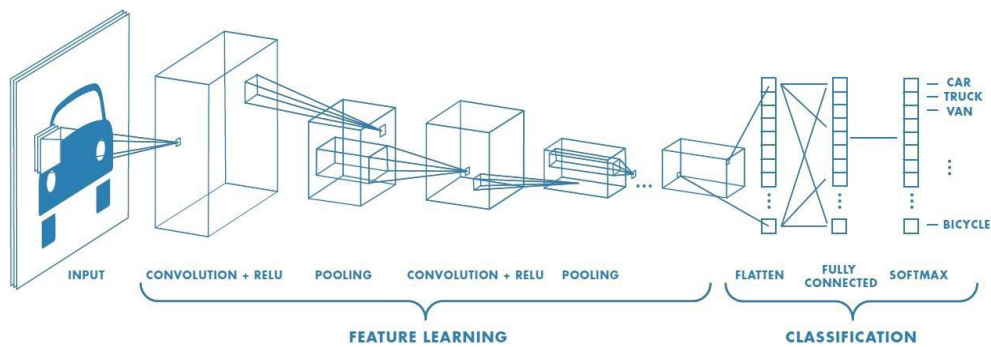 CAR
TRUCK
VAN
BICYCLE
INPUT
CONVOLUTION + RELU
POOLING
CONVOLUTION + RELU
POOLING
FLATTEN
FULLY
CONNECTED
SOFTMAX
FEATURE LEARNING
CLASSIFICATION